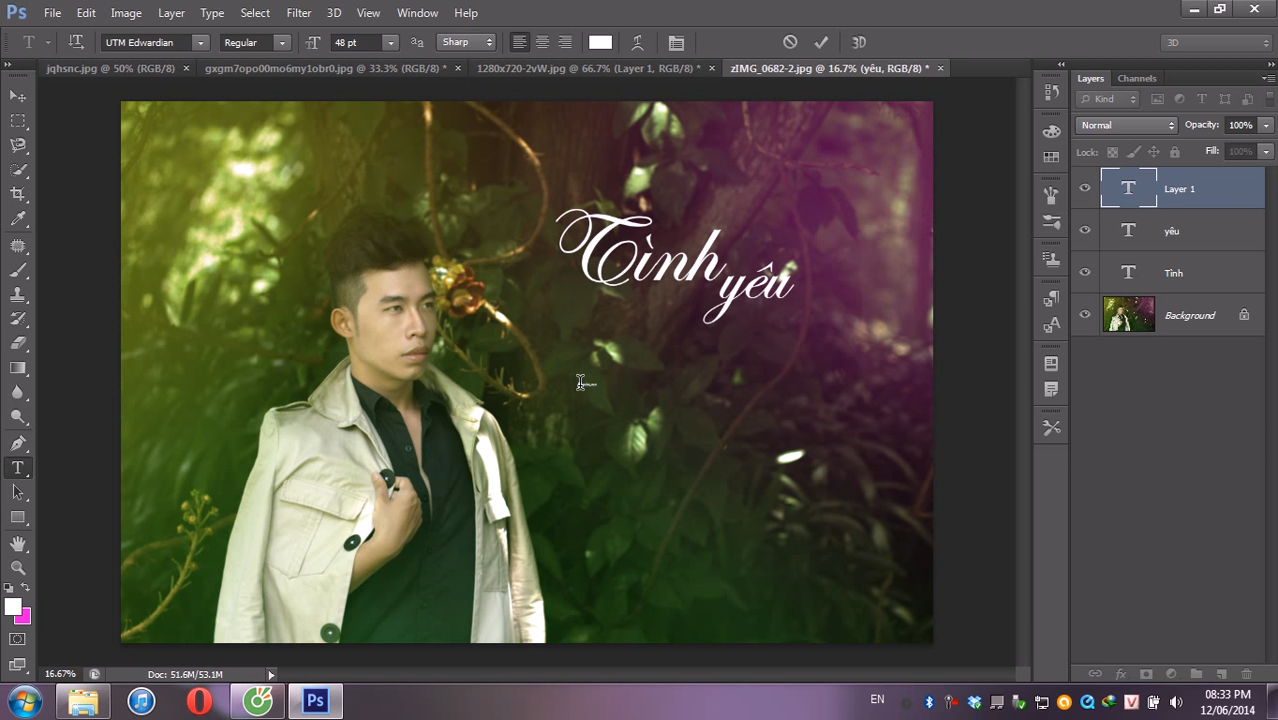 Ps File Edit Image Layer Type Select Filter 3D View Window Help
T UTM Edwardian Regular 48 pt Sharp 3D 3D
jqhsnc.jpg @ 50% (RGB/8) × gxgm7opo00mo6my1obr0.jpg @ 33.3% (RGB/8) * × 1280x720-2vW.jpg @ 66.7% (Layer 1, RGB/8) * × zIMG_0682-2.jpg @ 16.7% (yêu, RGB/8) * ×
Layers Channels
Kind
Normal Opacity: 100%
Lock: Fill: 100%
T Layer 1
T yêu
T Tình
Background
Tình
yêu
16.67% Doc: 51.6M/53.1M
Ps EN V 08:33 PM
12/06/2014